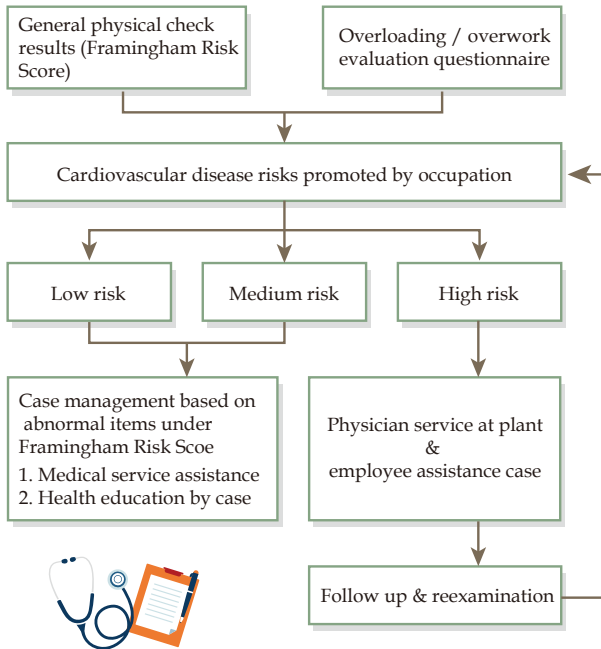 General physical check
results (Framingham Risk
Score)
Overloading / overwork
evaluation questionnaire
Cardiovascular disease risks promoted by occupation
Low risk
Medium risk
High risk
Case management based on
abnormal items under
Framingham Risk Scoe
1. Medical service assistance
2. Health education by case
Physician service at plant
&
employee assistance case
Follow up & reexamination